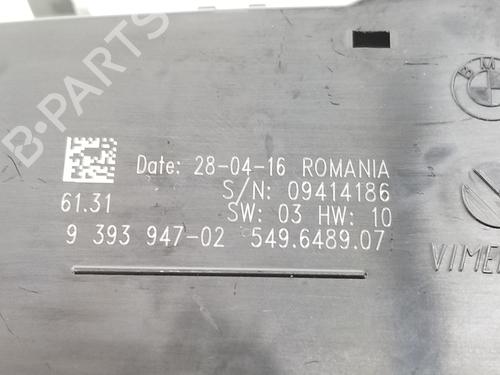 B-PARTS
BMW
Date: 28-04-16 ROMANIA
S/N: 09414186
61.31
SW: 03 HW: 10
9 393 947-02 549.6489.07